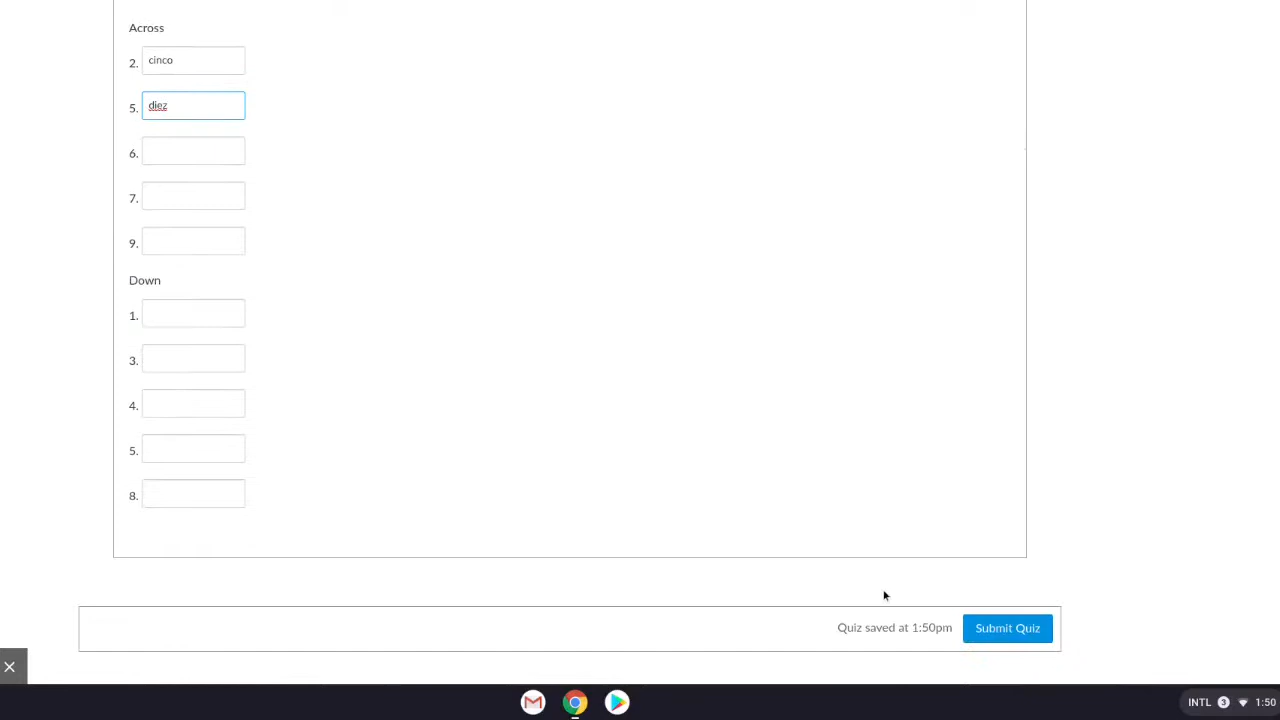 Across
2. cinco
5. diez
6.
7.
9.
Down
1.
3.
4.
5.
8.
Quiz saved at 1:50pm
Submit Quiz
INTL 3 1:50